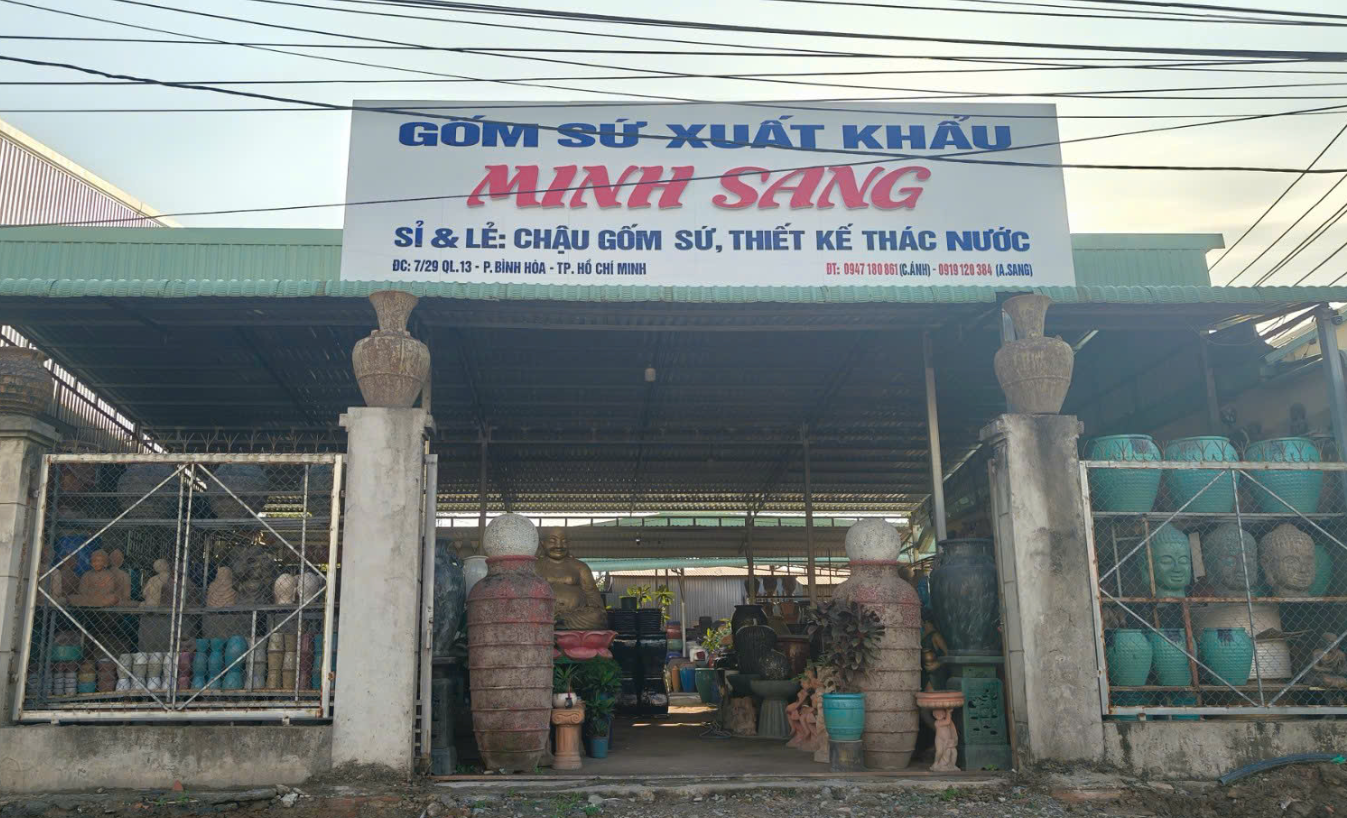 GỐM SỨ XUẤT KHẨU
MINH SANG
SỈ & LẺ: CHẬU GỐM SỨ, THIẾT KẾ THÁC NƯỚC
ĐC: 7/29 QL.13 - P. BÌNH HÒA - TP. HỒ CHÍ MINH ĐT: 0947 180 861 (C.ÁNH) - 0919 120 384 (A.SANG)